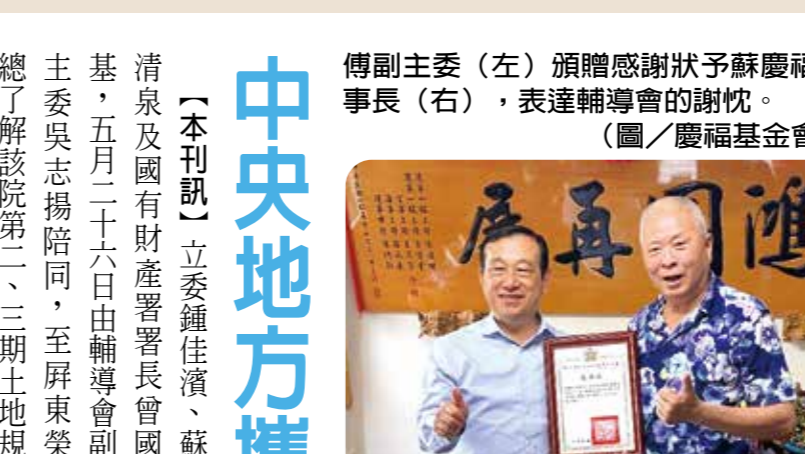 傅副主委（左）頒贈感謝狀予蘇慶福
事長（右），表達輔導會的謝忱。
（圖／慶福基金會
鴻圖再展
中央地方攜
【本刊訊】立委鍾佳濱、蘇
清泉及國有財產署署長曾國
基，五月二十六日由輔導會副
主委吳志揚陪同，至屏東榮
總了解該院第二、三期土地規